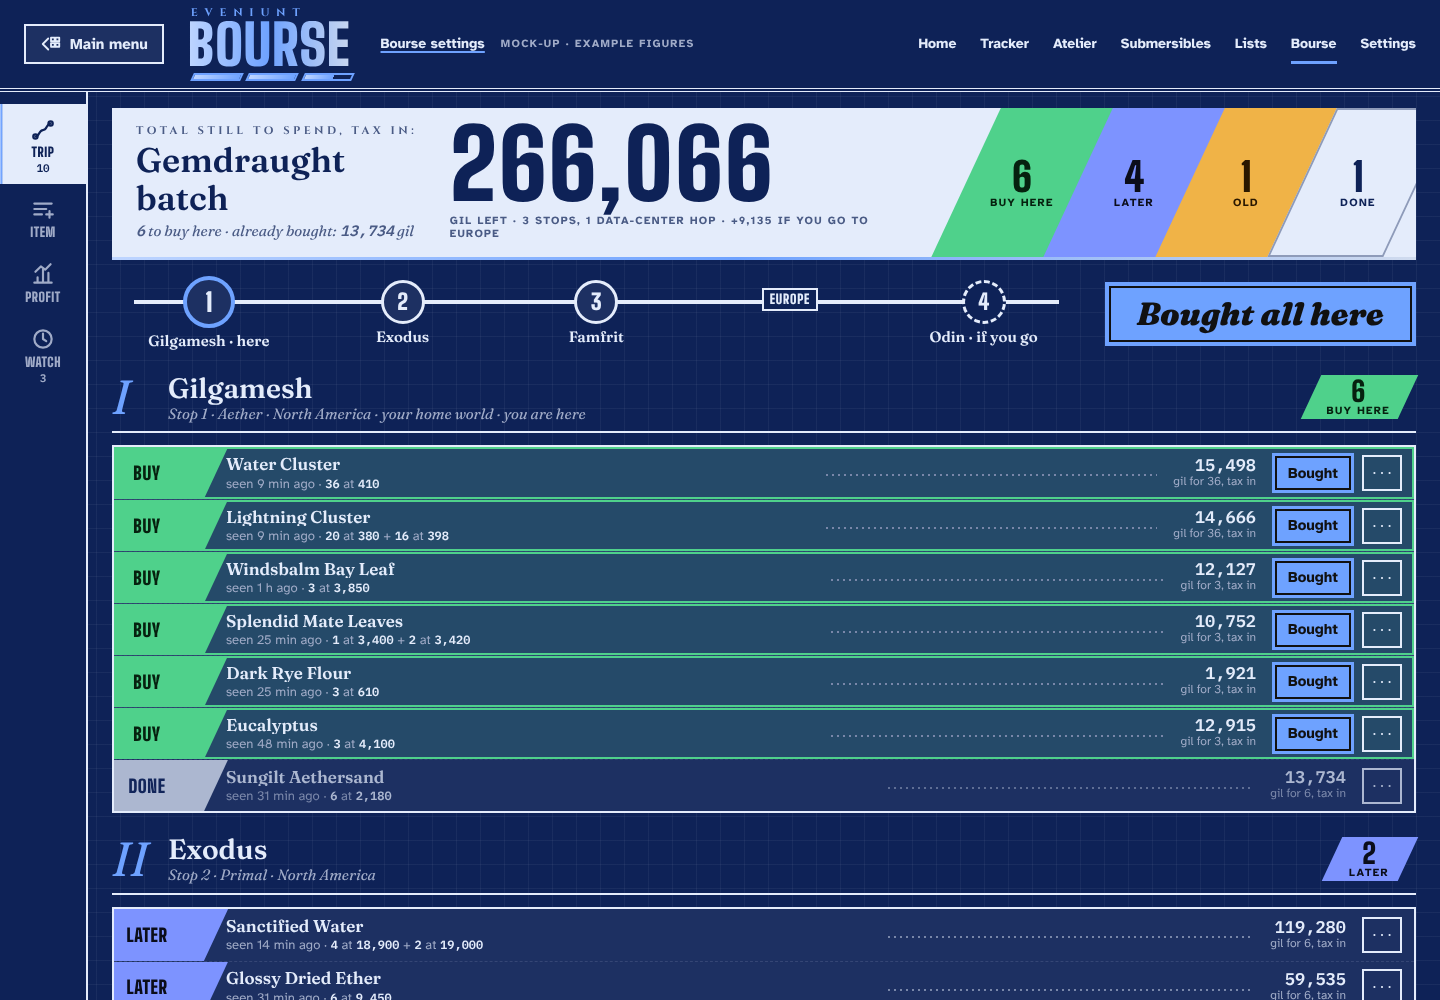 Main menu
EVENIUNT
BOURSE
Bourse settings
MOCK-UP · EXAMPLE FIGURES
Home
Tracker
Atelier
Submersibles
Lists
Bourse
Settings
TRIP
10
ITEM
PROFIT
WATCH
3
TOTAL STILL TO SPEND, TAX IN:
Gemdraught
batch
6 to buy here · already bought: 13,734 gil
266,066
GIL LEFT · 3 STOPS, 1 DATA-CENTER HOP · +9,135 IF YOU GO TO
EUROPE
6
BUY HERE
4
LATER
1
OLD
1
DONE
1
Gilgamesh · here
2
Exodus
3
Famfrit
EUROPE
4
Odin · if you go
Bought all here
I
Gilgamesh
Stop 1 · Aether · North America · your home world · you are here
6
BUY HERE
BUY
Water Cluster
seen 9 min ago · 36 at 410
15,498
gil for 36, tax in
Bought
...
BUY
Lightning Cluster
seen 9 min ago · 20 at 380 + 16 at 398
14,666
gil for 36, tax in
Bought
...
BUY
Windsbalm Bay Leaf
seen 1 h ago · 3 at 3,850
12,127
gil for 3, tax in
Bought
...
BUY
Splendid Mate Leaves
seen 25 min ago · 1 at 3,400 + 2 at 3,420
10,752
gil for 3, tax in
Bought
...
BUY
Dark Rye Flour
seen 25 min ago · 3 at 610
1,921
gil for 3, tax in
Bought
...
BUY
Eucalyptus
seen 48 min ago · 3 at 4,100
12,915
gil for 3, tax in
Bought
...
DONE
Sungilt Aethersand
seen 31 min ago · 6 at 2,180
13,734
gil for 6, tax in
...
II
Exodus
Stop 2 · Primal · North America
2
LATER
LATER
Sanctified Water
seen 14 min ago · 4 at 18,900 + 2 at 19,000
119,280
gil for 6, tax in
...
LATER
Glossy Dried Ether
seen 31 min ago · 6 at 9,450
59,535
gil for 6, tax in
...